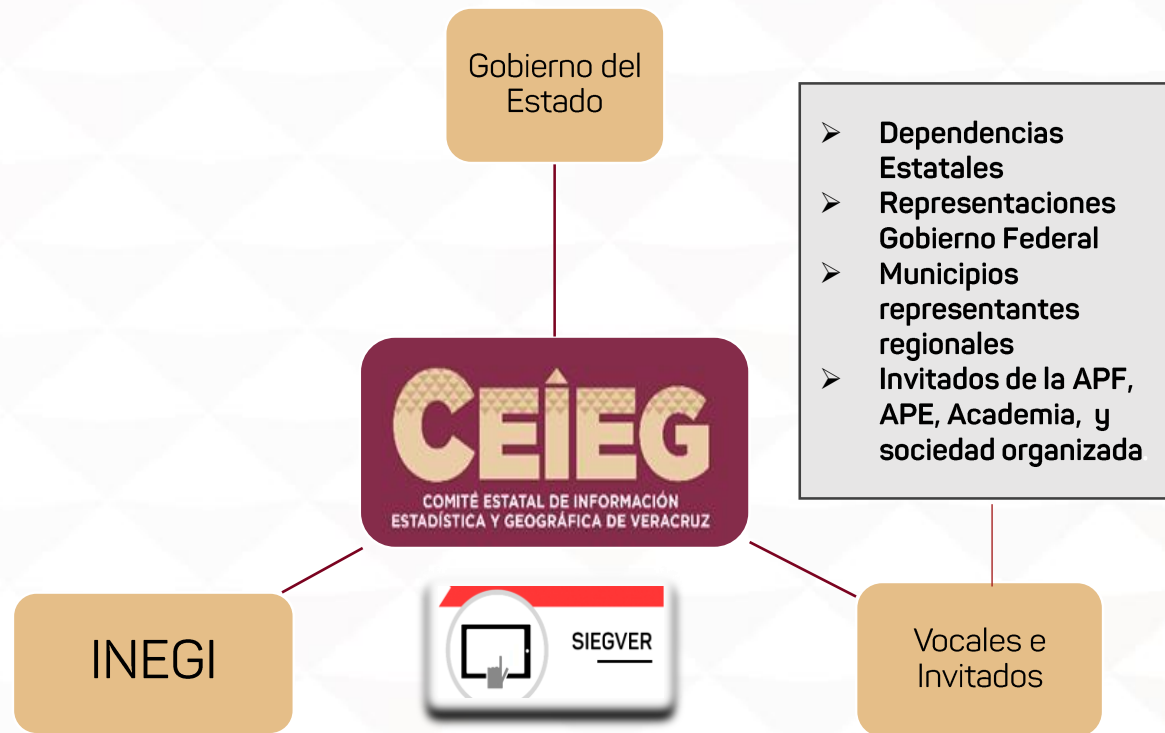 Gobierno del
Estado
➢ Dependencias
Estatales
➢ Representaciones
Gobierno Federal
➢ Municipios
representantes
regionales
➢ Invitados de la APF,
APE, Academia, y
sociedad organizada
CEIEG
COMITÉ ESTATAL DE INFORMACIÓN
ESTADÍSTICA Y GEOGRÁFICA DE VERACRUZ
INEGI
SIEGVER
Vocales e
Invitados